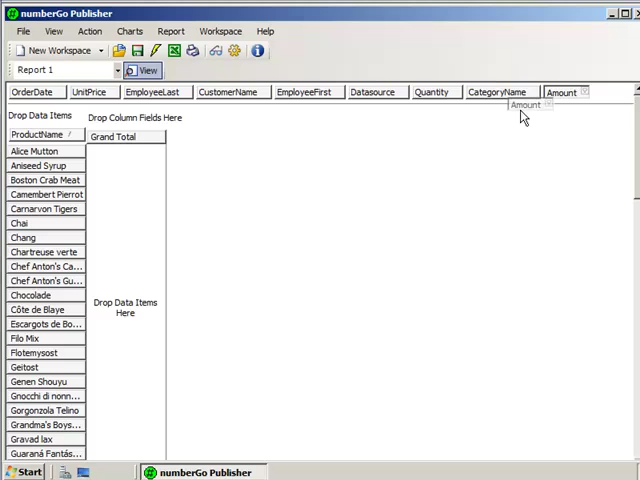 numberGo Publisher
File View Action Charts Report Workspace Help
New Workspace
Report 1 View
OrderDate UnitPrice EmployeeLast CustomerName EmployeeFirst Datasource Quantity CategoryName Amount
Amount
Drop Data Items Drop Column Fields Here
ProductName Grand Total
Alice Mutton
Aniseed Syrup
Boston Crab Meat
Camembert Pierrot
Carnarvon Tigers
Chai
Chang
Chartreuse verte
Chef Anton's Ca...
Chef Anton's Gu...
Chocolade
Drop Data Items
Here
Côte de Blaye
Escargots de Bo...
Filo Mix
Flotemysost
Geitost
Genen Shouyu
Gnocchi di nonn...
Gorgonzola Telino
Grandma's Boys...
Gravad lax
Guaraná Fantás...
Start numberGo Publisher